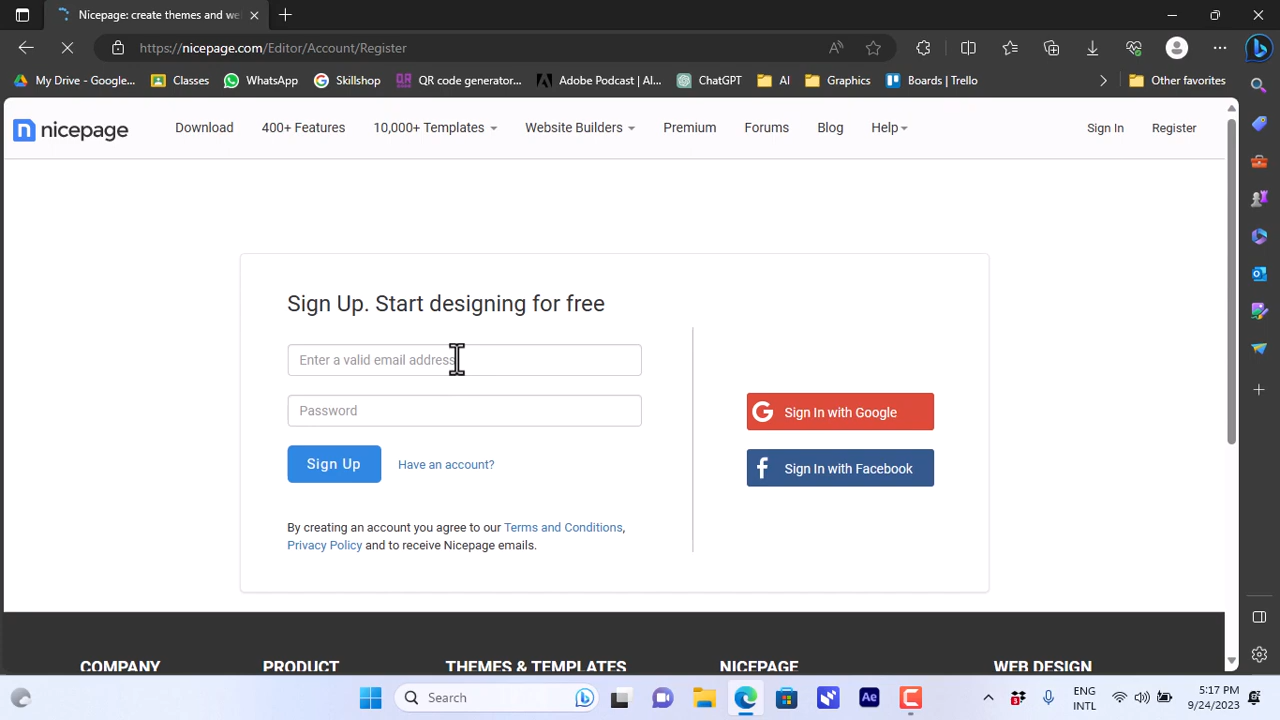 Nicepage: create themes and we
https://nicepage.com/Editor/Account/Register
My Drive - Google...
Classes
WhatsApp
Skillshop
QR code generator...
Adobe Podcast | Al...
ChatGPT
AI
Graphics
Boards | Trello
Other favorites
nicepage
Download
400+ Features
10,000+ Templates
Website Builders
Premium
Forums
Blog
Help
Sign In
Register
Sign Up. Start designing for free
Enter a valid email address
Password
Sign Up
Have an account?
Sign In with Google
Sign In with Facebook
By creating an account you agree to our Terms and Conditions,
Privacy Policy and to receive Nicepage emails.
COMPANY
PRODUCT
THEMES & TEMPLATES
NICEPAGE
WEB DESIGN
Search
Ae
ENG
INTL
5:17 PM
9/24/2023